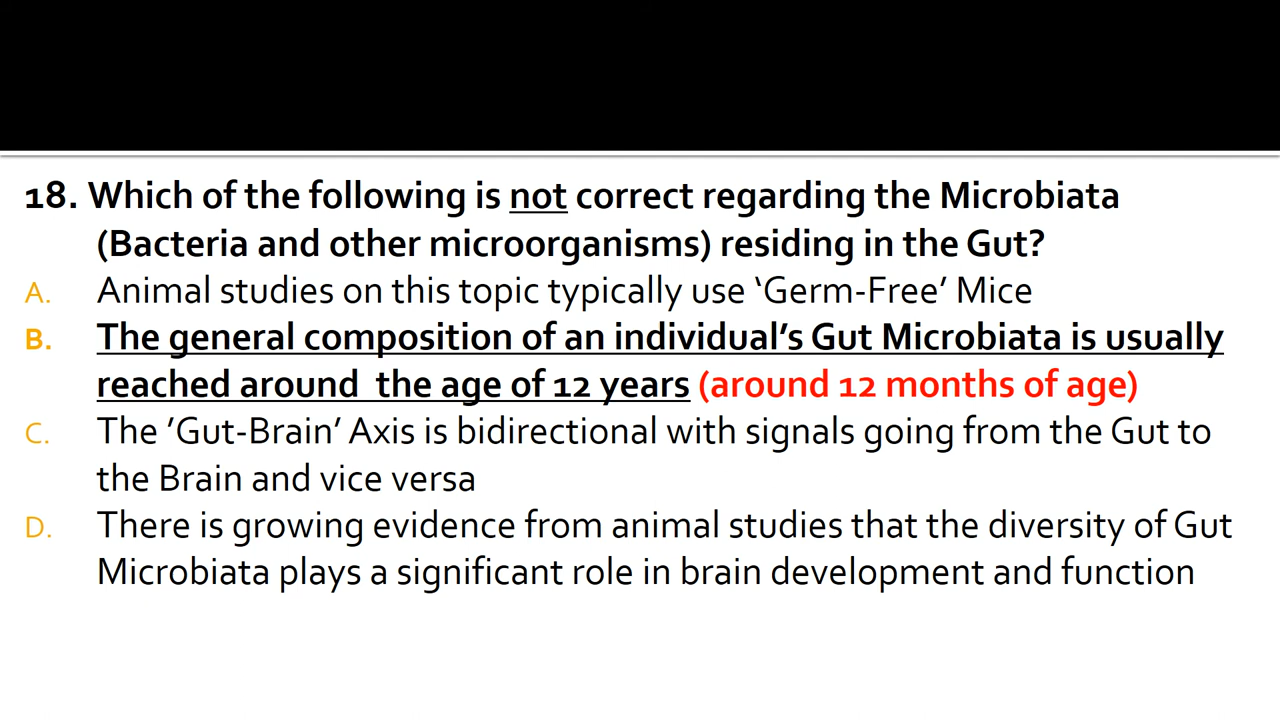 18. Which of the following is not correct regarding the Microbiata
(Bacteria and other microorganisms) residing in the Gut?
A. Animal studies on this topic typically use ‘Germ-Free’ Mice
B. The general composition of an individual’s Gut Microbiata is usually
reached around the age of 12 years (around 12 months of age)
C. The ’Gut-Brain’ Axis is bidirectional with signals going from the Gut to
the Brain and vice versa
D. There is growing evidence from animal studies that the diversity of Gut
Microbiata plays a significant role in brain development and function